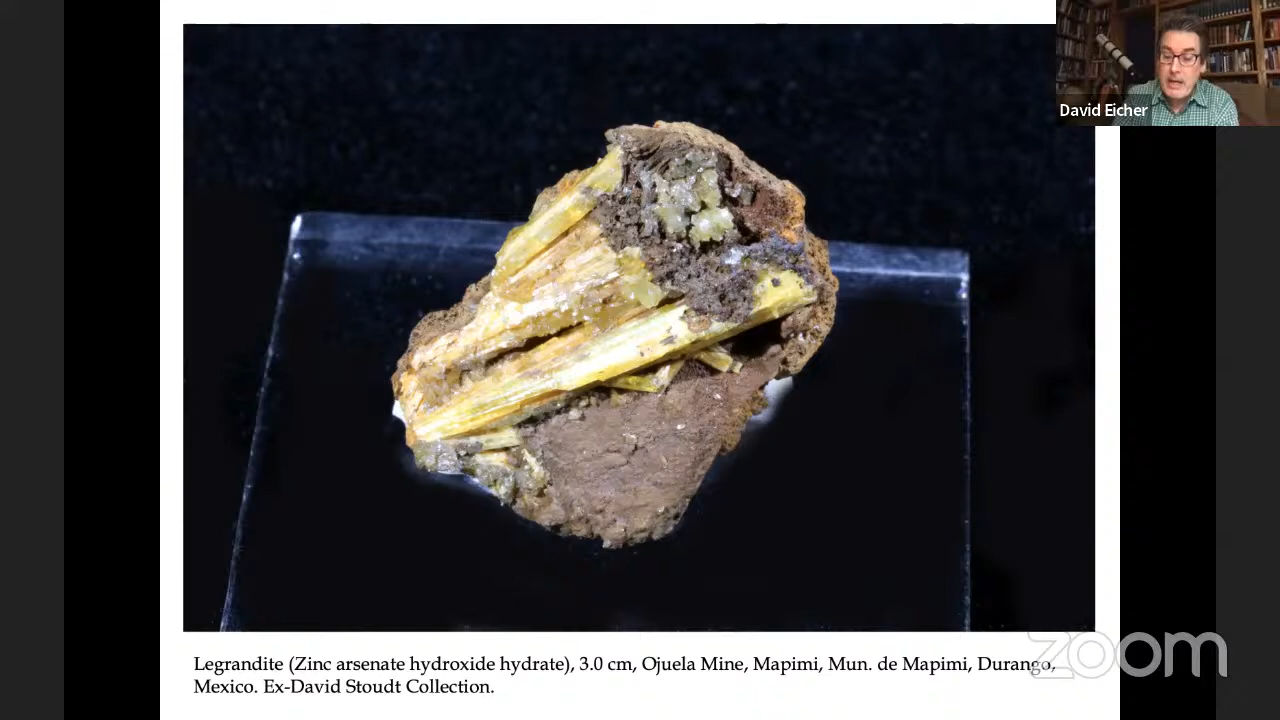 David Eicher
Legrandite (Zinc arsenate hydroxide hydrate), 3.0 cm, Ojuela Mine, Mapimi, Mun. de Mapimi, Durango,
Mexico. Ex-David Stoudt Collection.
zoom